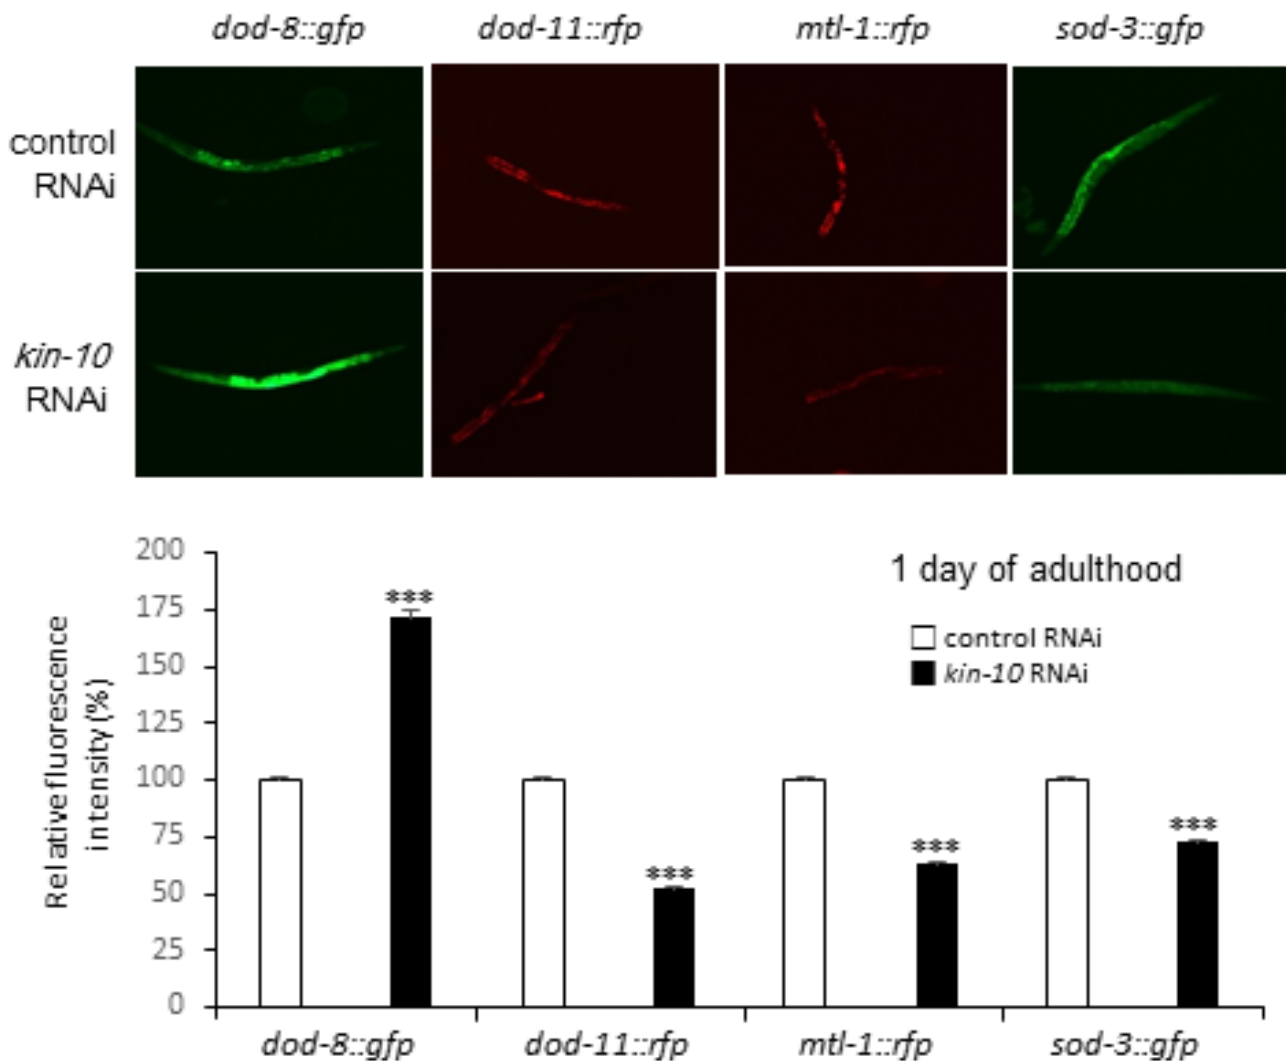 dod-8::gfp dod-11::rfp mtl-1::rfp sod-3::gfp
control
RNAi
kin-10
RNAi
200
175
150
125
100
75
50
25
0
Relative fluorescence
intensity (%)
1 day of adulthood
control RNAi
kin-10 RNAi
***
***
***
***
dod-8::gfp dod-11::rfp mtl-1::rfp sod-3::gfp